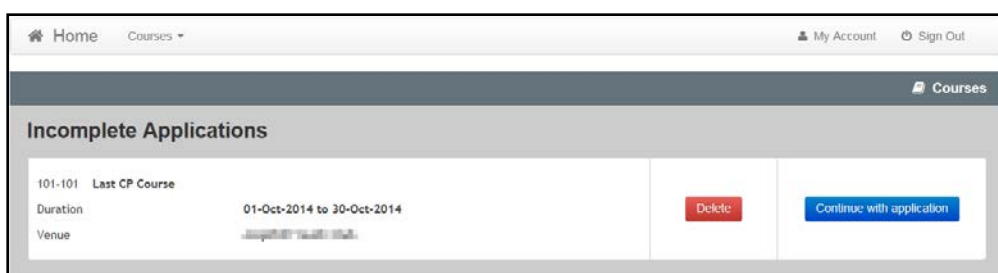 Home Courses My Account Sign Out
Courses
Incomplete Applications
101-101 Last CP Course
Duration 01-Oct-2014 to 30-Oct-2014 Delete Continue with application
Venue